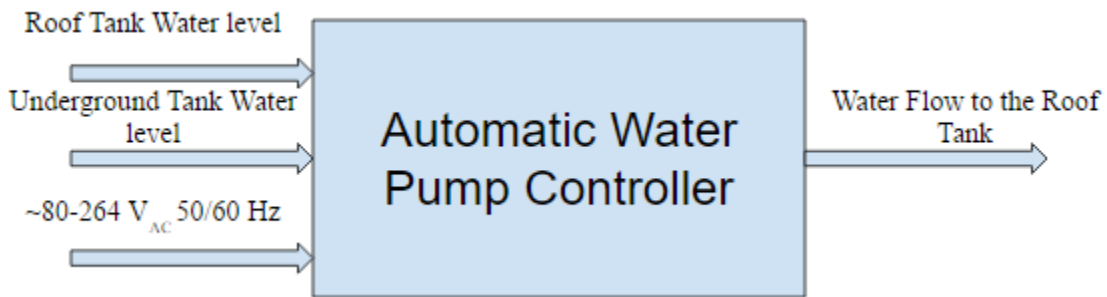 Roof Tank Water level
Underground Tank Water
level
~80-264 V_AC 50/60 Hz
Automatic Water
Pump Controller
Water Flow to the Roof
Tank